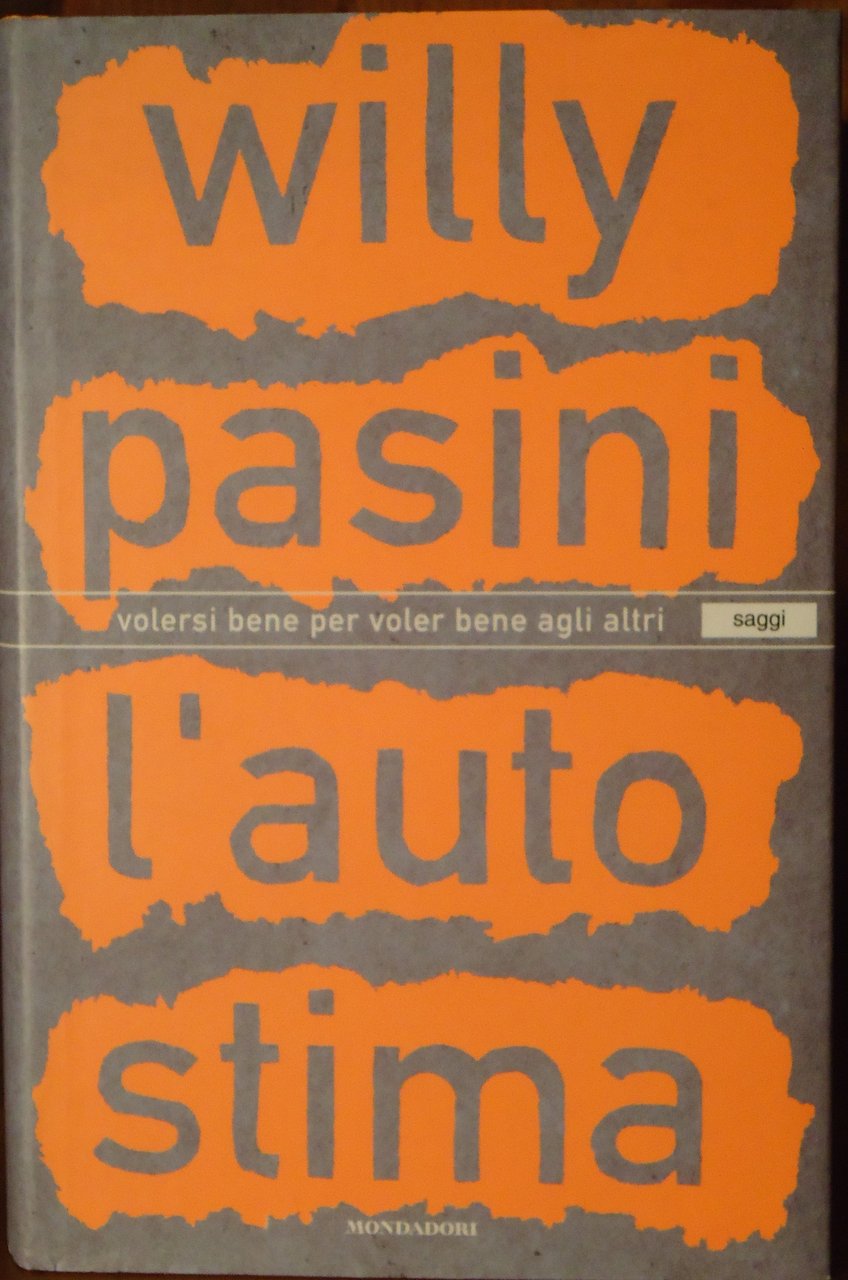 willy
pasini
volersi bene per voler bene agli altri
saggi
l'auto
stima
MONDADORI